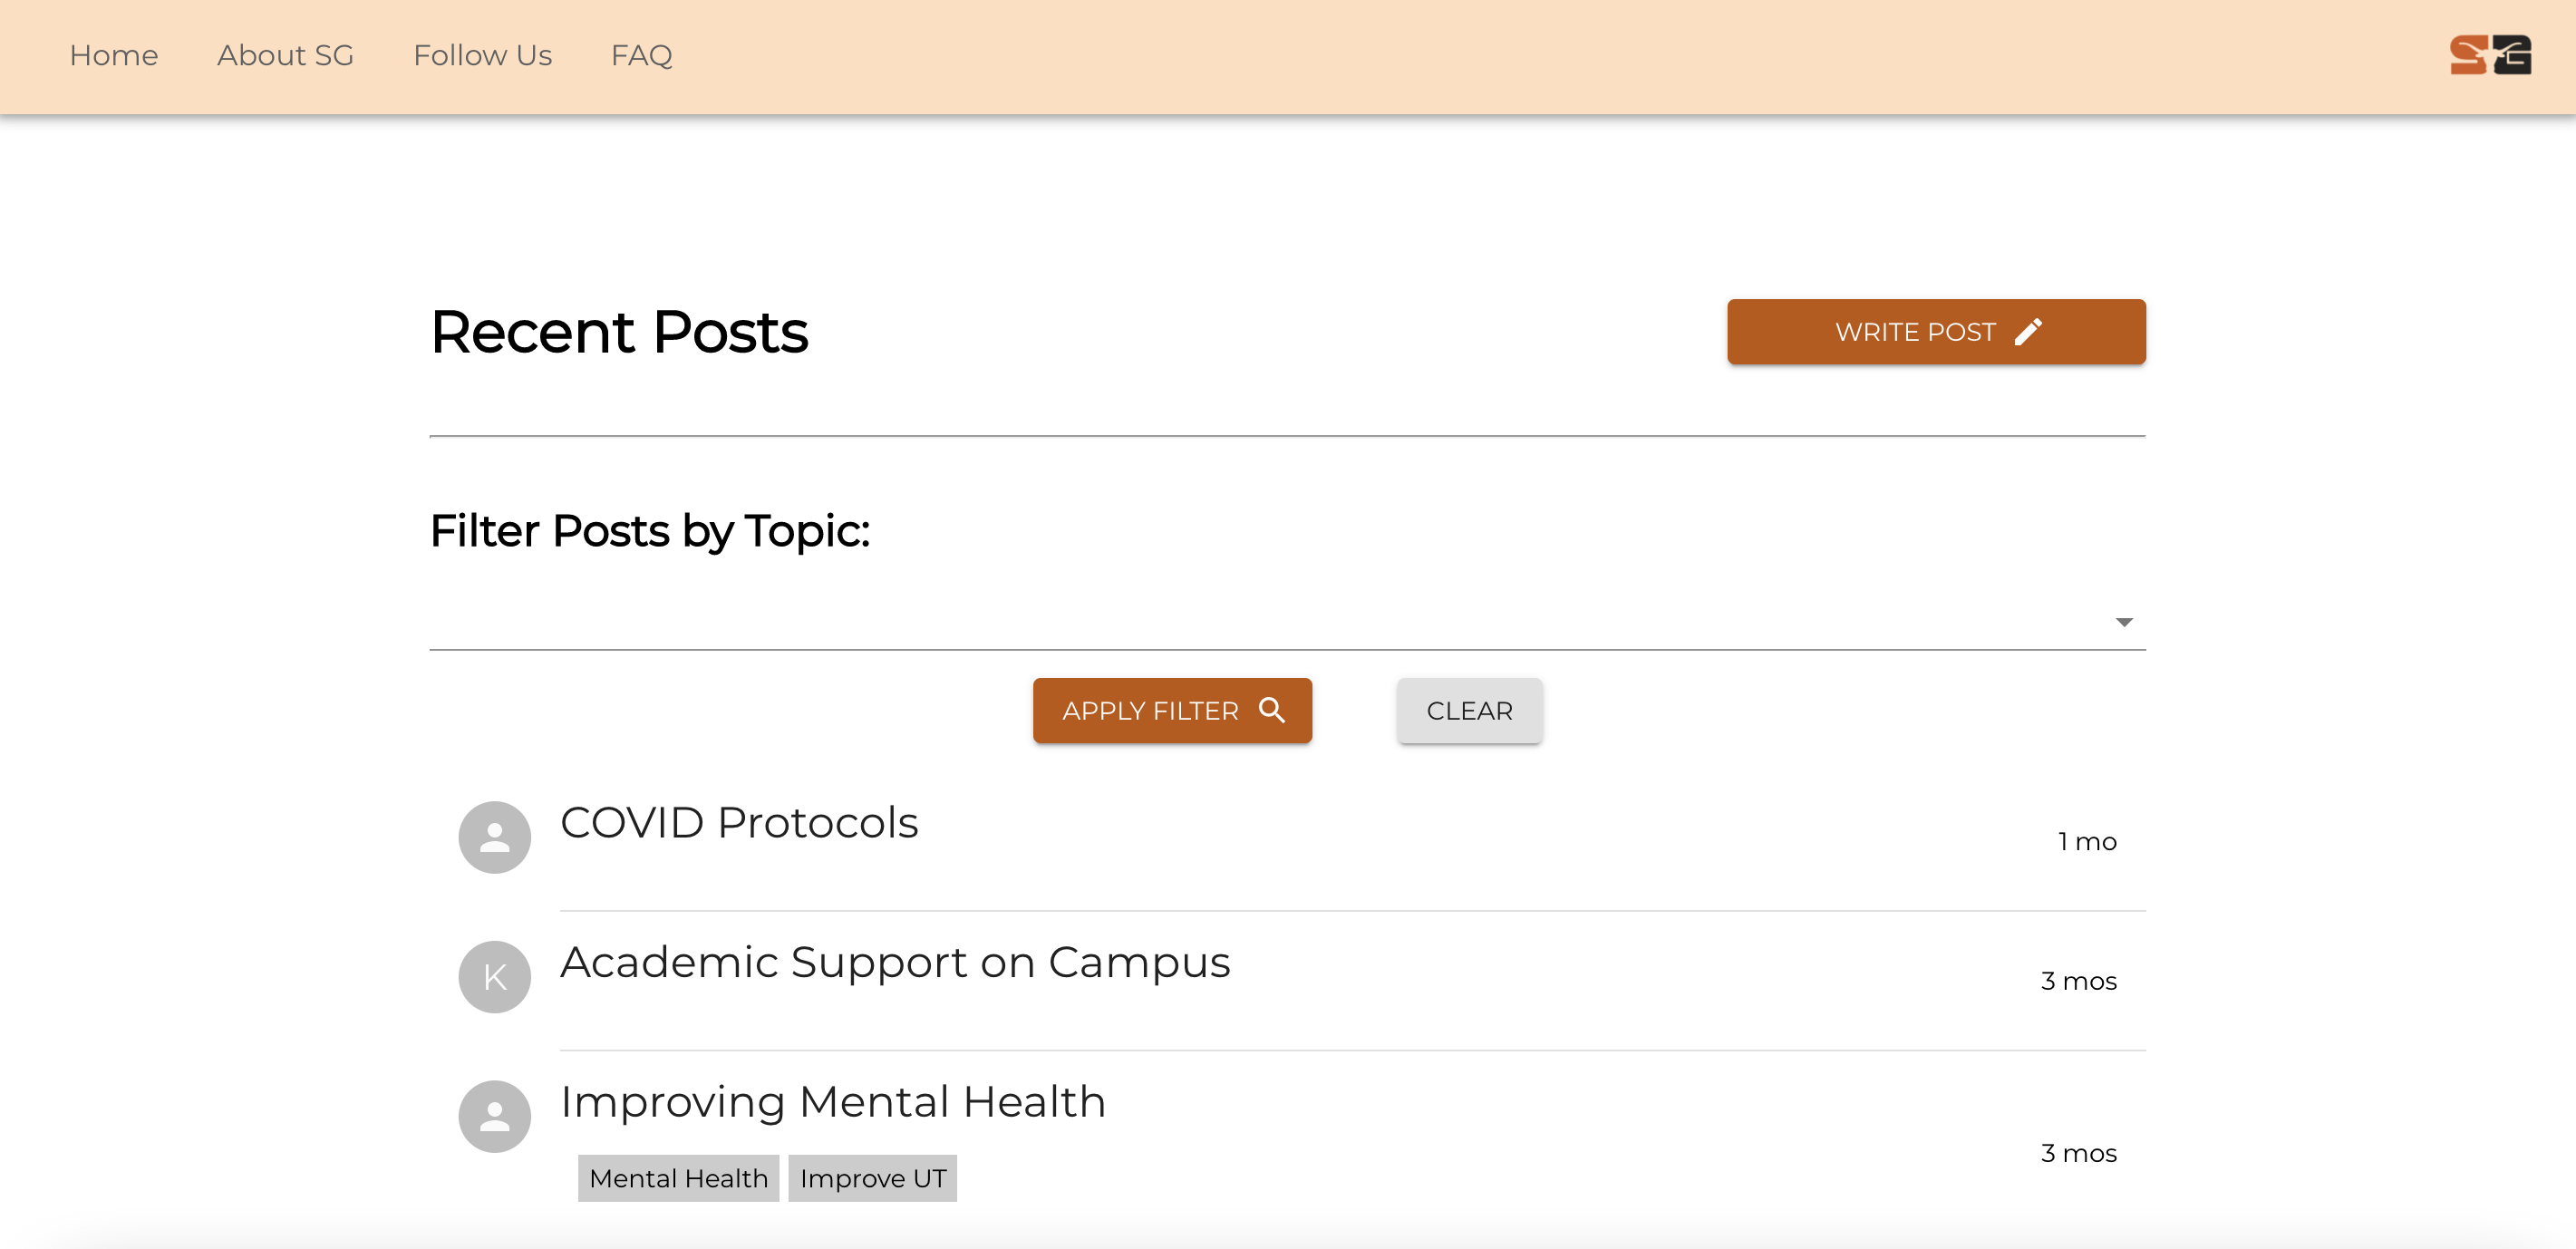 Home About SG Follow Us FAQ SG
Recent Posts WRITE POST
Filter Posts by Topic:
APPLY FILTER CLEAR
COVID Protocols
1 mo
K Academic Support on Campus
3 mos
Improving Mental Health
3 mos
Mental Health Improve UT